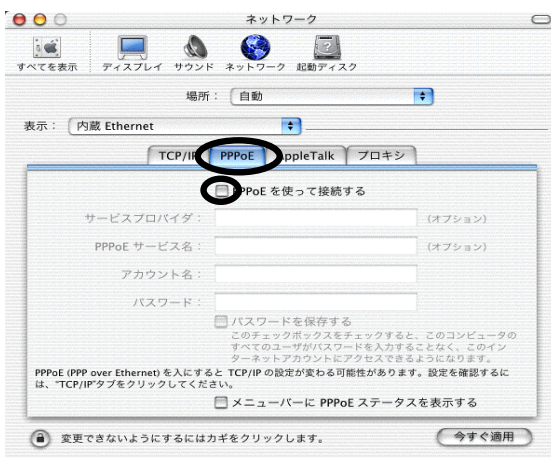 ネットワーク
すべてを表示 ディスプレイ サウンド ネットワーク 起動ディスク
場所： 自動
表示： 内蔵 Ethernet
TCP/IP PPPoE AppleTalk プロキシ
PPPoE を使って接続する
サービスプロバイダ： (オプション)
PPPoE サービス名： (オプション)
アカウント名：
パスワード：
パスワードを保存する
このチェックボックスをチェックすると、このコンピュータの
すべてのユーザがパスワードを入力することなく、このイン
ターネットアカウントにアクセスできるようになります。
PPPoE (PPP over Ethernet) を入にすると TCP/IP の設定が変わる可能性があります。設定を確認するに
は、"TCP/IP"タブをクリックしてください。
メニューバーに PPPoE ステータスを表示する
変更できないようにするにはカギをクリックします。 今すぐ適用